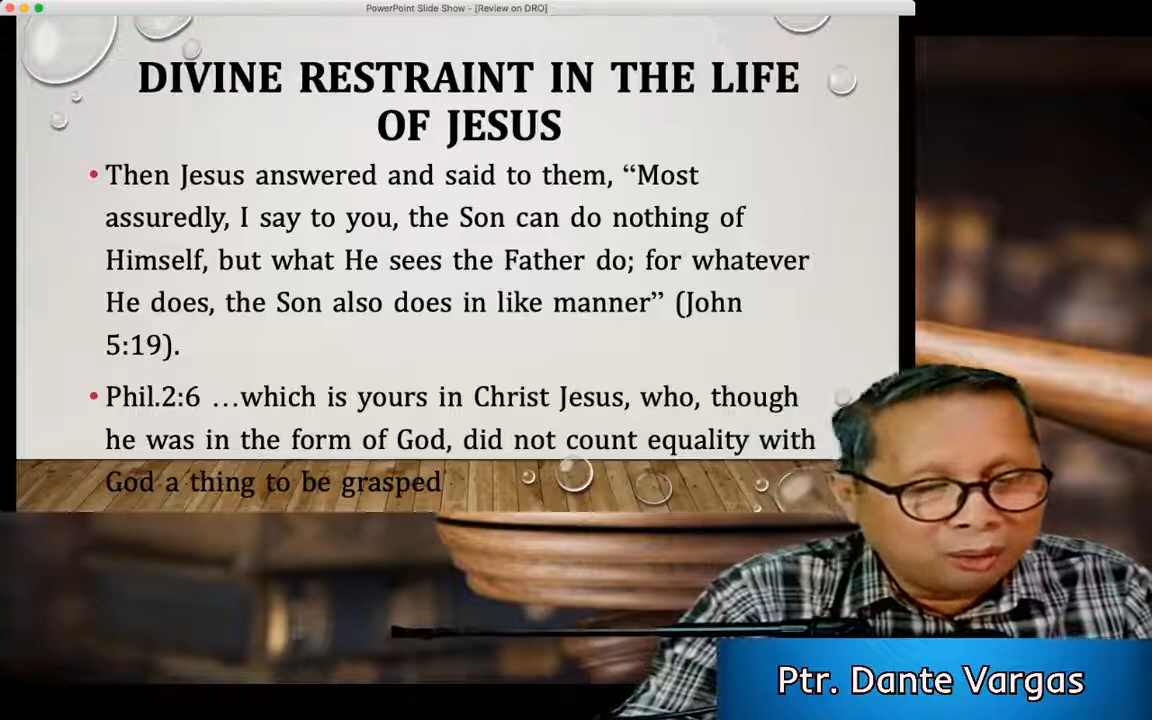 PowerPoint Slide Show - [Review on DRO]
DIVINE RESTRAINT IN THE LIFE
OF JESUS
• Then Jesus answered and said to them, “Most
assuredly, I say to you, the Son can do nothing of
Himself, but what He sees the Father do; for whatever
He does, the Son also does in like manner” (John
5:19).
• Phil.2:6 …which is yours in Christ Jesus, who, though
he was in the form of God, did not count equality with
God a thing to be grasped
Ptr. Dante Vargas